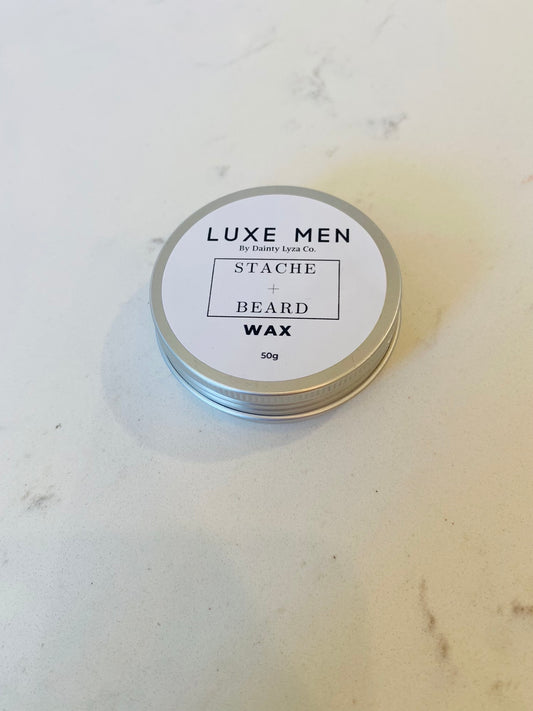 LUXE MEN
By Dainty Lyza Co.
STACHE
+
BEARD
WAX
50g